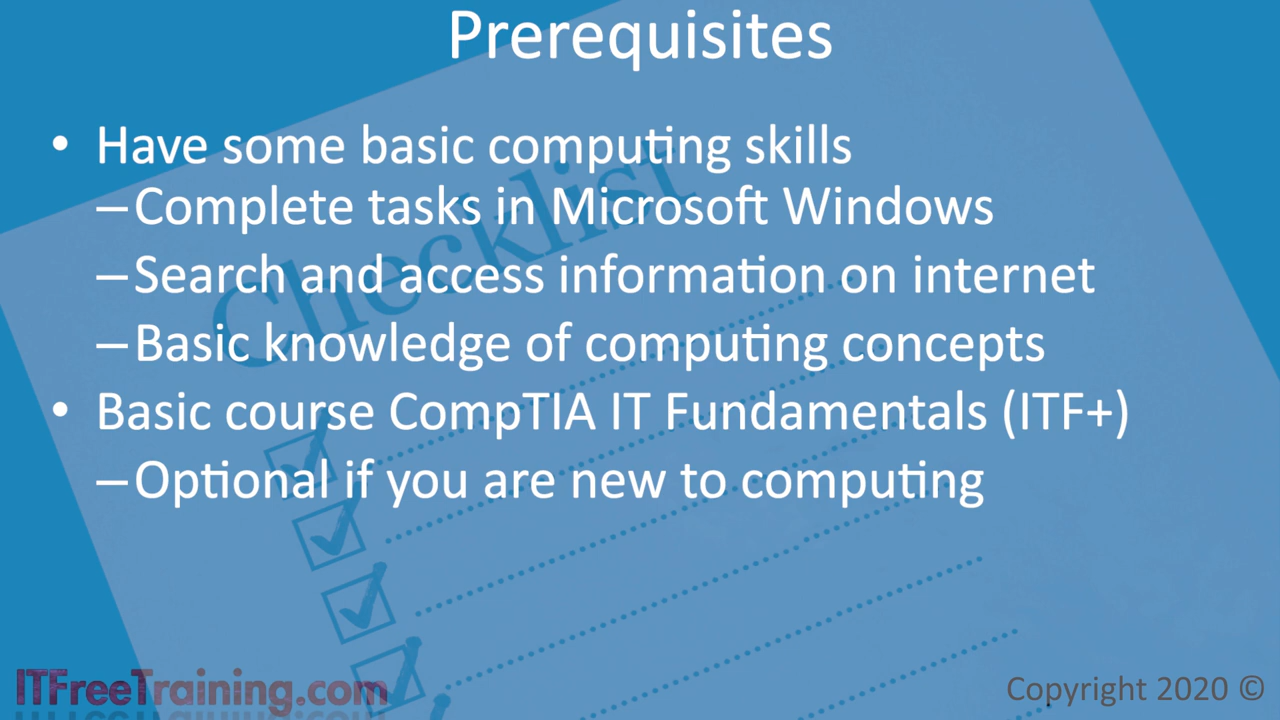 Prerequisites
• Have some basic computing skills
–Complete tasks in Microsoft Windows
–Search and access information on internet
–Basic knowledge of computing concepts
• Basic course CompTIA IT Fundamentals (ITF+)
–Optional if you are new to computing
Checklist
ITFreeTraining.com
Copyright 2020 ©